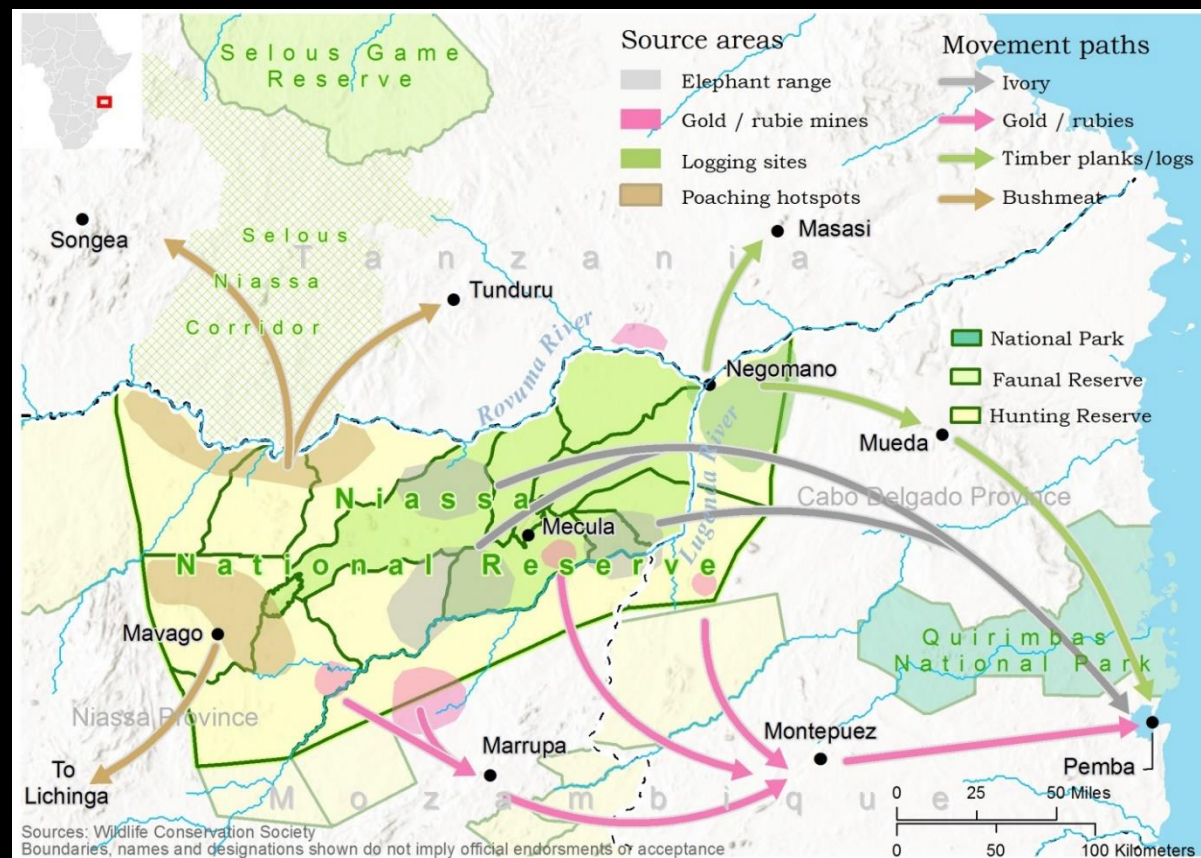 Selous Game
Reserve
Source areas
Elephant range
Gold / rubie mines
Logging sites
Poaching hotspots
Movement paths
Ivory
Gold / rubies
Timber planks/logs
Bushmeat
National Park
Faunal Reserve
Hunting Reserve
Songea
Selous
Niassa
Corridor
Tanzania
Masasi
Tunduru
Rovuma River
Negomano
Lugenda River
Mueda
Cabo Delgado Province
Niassa
National Reserve
Mecula
Mavago
Quirimbas
National Park
Niassa Province
To
Lichinga
Marrupa
Montepuez
Pemba
Mozambique
0 25 50 Miles
0 50 100 Kilometers
Sources: Wildlife Conservation Society
Boundaries, names and designations shown do not imply official endorsments or acceptance